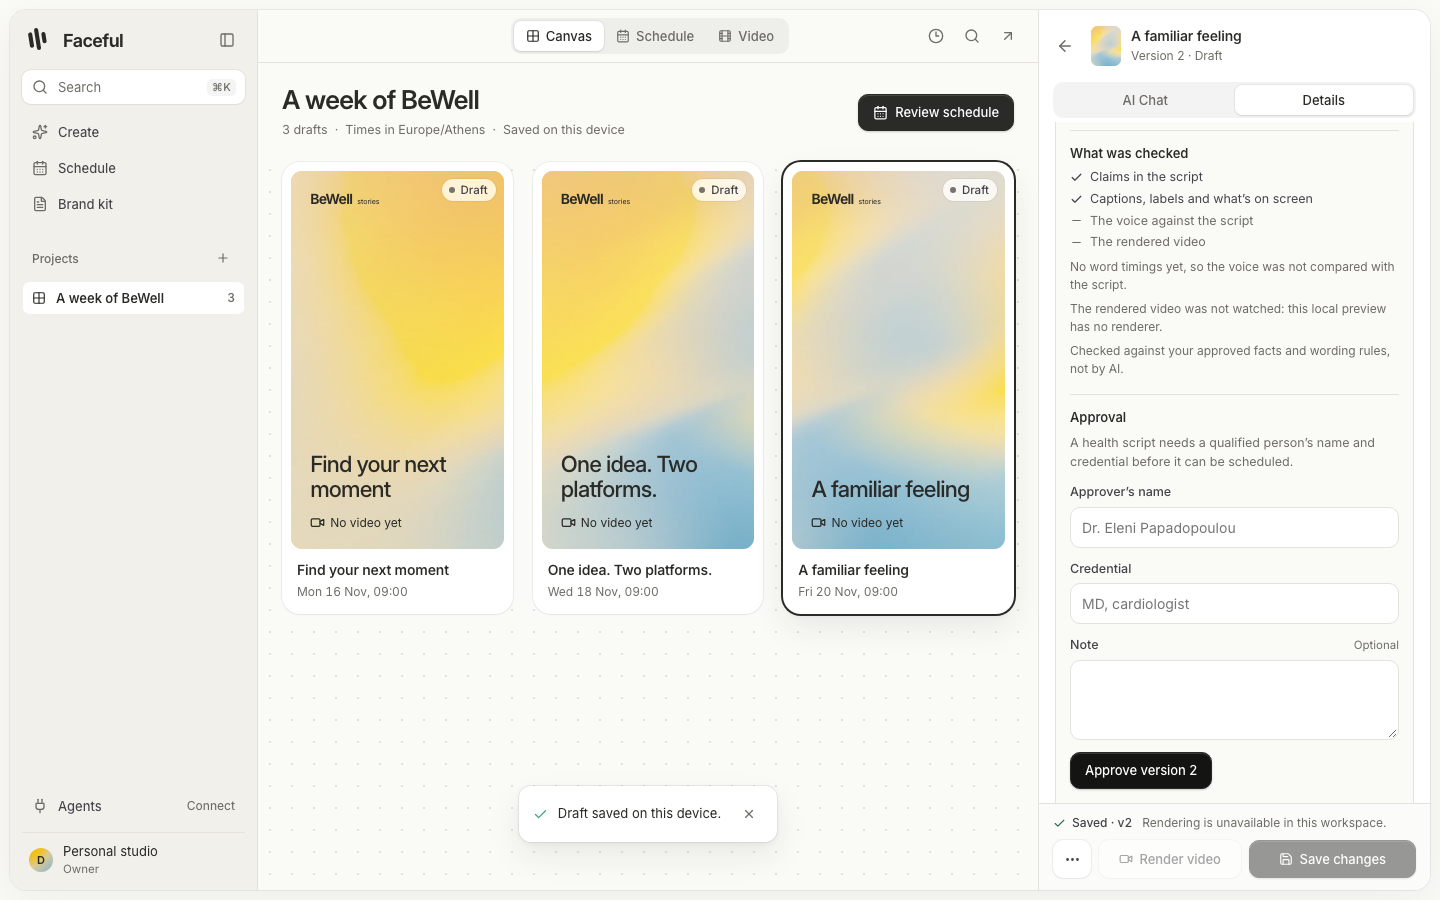 Faceful
Search ⌘K
Create
Schedule
Brand kit
Projects
A week of BeWell 3
Agents Connect
D
Personal studio
Owner
Canvas Schedule Video
A week of BeWell
3 drafts · Times in Europe/Athens · Saved on this device
Review schedule
BeWell stories
Draft
Find your next
moment
No video yet
Find your next moment
Mon 16 Nov, 09:00
BeWell stories
Draft
One idea. Two
platforms.
No video yet
One idea. Two platforms.
Wed 18 Nov, 09:00
BeWell stories
Draft
A familiar feeling
No video yet
A familiar feeling
Fri 20 Nov, 09:00
Draft saved on this device.
A familiar feeling
Version 2 · Draft
AI Chat Details
What was checked
Claims in the script
Captions, labels and what’s on screen
The voice against the script
The rendered video
No word timings yet, so the voice was not compared with
the script.
The rendered video was not watched: this local preview
has no renderer.
Checked against your approved facts and wording rules,
not by AI.
Approval
A health script needs a qualified person’s name and
credential before it can be scheduled.
Approver’s name
Dr. Eleni Papadopoulou
Credential
MD, cardiologist
Note Optional
Approve version 2
Saved · v2 Rendering is unavailable in this workspace.
Render video
Save changes